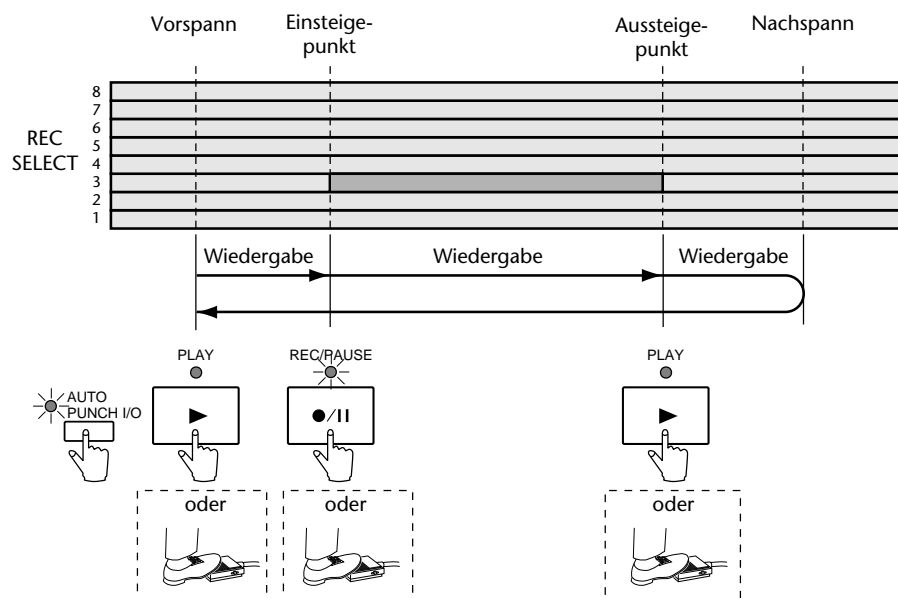 Vorspann
Einsteige-
punkt
Aussteige-
punkt
Nachspann
REC
SELECT
8
7
6
5
4
3
2
1
Wiedergabe
Wiedergabe
Wiedergabe
PLAY
REC/PAUSE
PLAY
AUTO
PUNCH I/O
oder
oder
oder